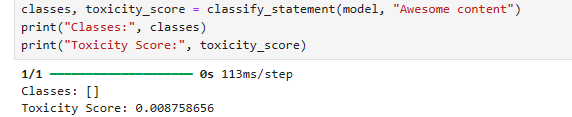 classes, toxicity_score = classify_statement(model, "Awesome content")
print("Classes:", classes)
print("Toxicity Score:", toxicity_score)
1/1 ━━━━━━━━━━━━━━━━━━━━ 0s 113ms/step
Classes: []
Toxicity Score: 0.008758656